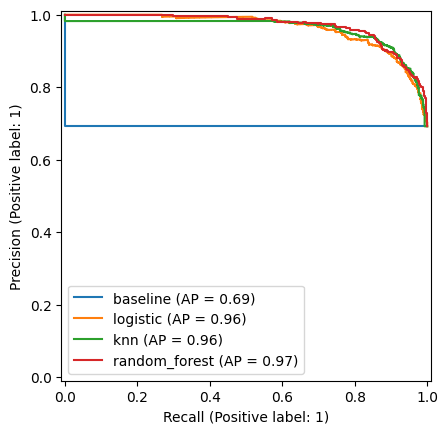 1.0
0.8
0.6
0.4
0.2
0.0
Precision (Positive label: 1)
baseline (AP = 0.69)
logistic (AP = 0.96)
knn (AP = 0.96)
random_forest (AP = 0.97)
0.0 0.2 0.4 0.6 0.8 1.0
Recall (Positive label: 1)